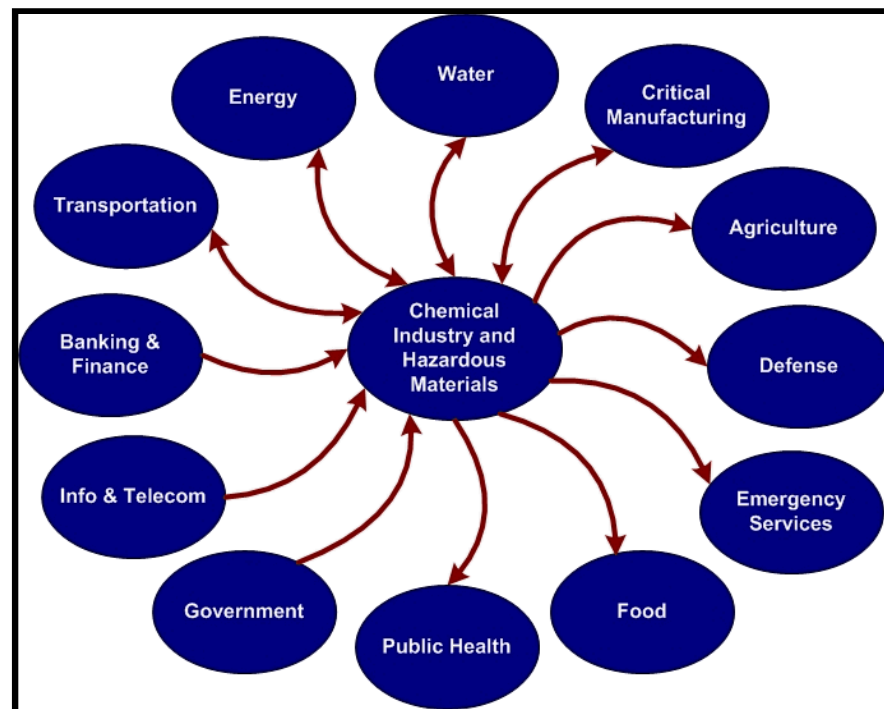 Water
Energy
Critical
Manufacturing
Transportation
Agriculture
Chemical
Industry and
Hazardous
Materials
Banking &
Finance
Defense
Info & Telecom
Emergency
Services
Government
Public Health
Food